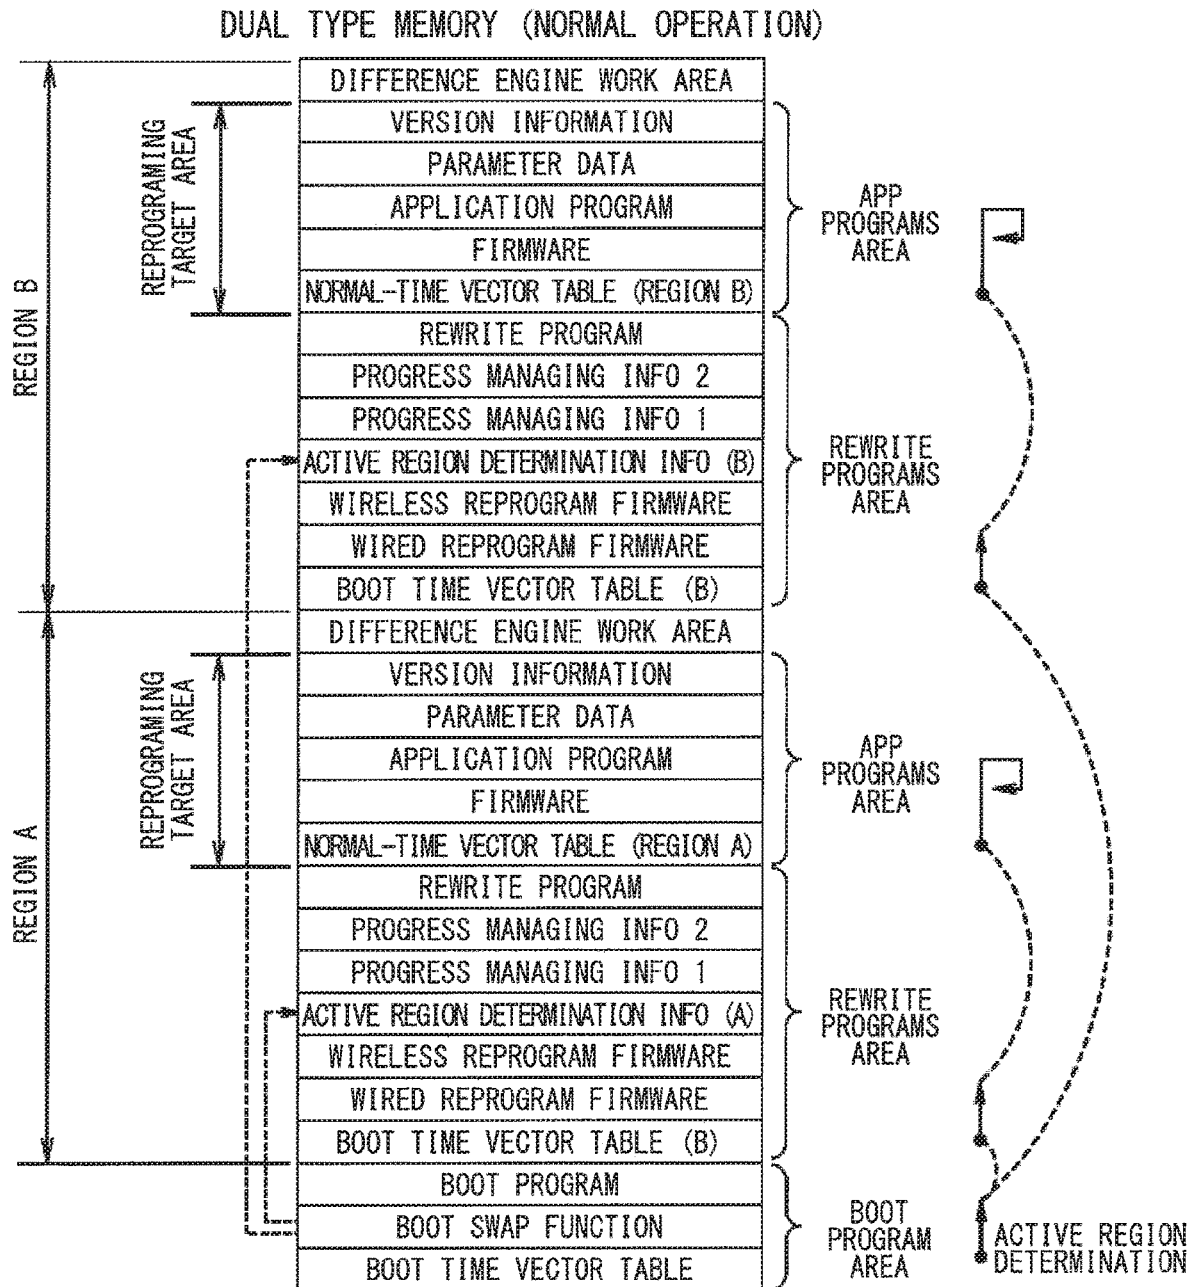 DUAL TYPE MEMORY (NORMAL OPERATION)
DIFFERENCE ENGINE WORK AREA
VERSION INFORMATION
PARAMETER DATA
APPLICATION PROGRAM
FIRMWARE
NORMAL-TIME VECTOR TABLE (REGION B)
REWRITE PROGRAM
PROGRESS MANAGING INFO 2
PROGRESS MANAGING INFO 1
ACTIVE REGION DETERMINATION INFO (B)
WIRELESS REPROGRAM FIRMWARE
WIRED REPROGRAM FIRMWARE
BOOT TIME VECTOR TABLE (B)
DIFFERENCE ENGINE WORK AREA
VERSION INFORMATION
PARAMETER DATA
APPLICATION PROGRAM
FIRMWARE
NORMAL-TIME VECTOR TABLE (REGION A)
REWRITE PROGRAM
PROGRESS MANAGING INFO 2
PROGRESS MANAGING INFO 1
ACTIVE REGION DETERMINATION INFO (A)
WIRELESS REPROGRAM FIRMWARE
WIRED REPROGRAM FIRMWARE
BOOT TIME VECTOR TABLE (B)
BOOT PROGRAM
BOOT SWAP FUNCTION
BOOT TIME VECTOR TABLE
REGION B
REPROGRAMING
TARGET AREA
REGION A
REPROGRAMING
TARGET AREA
APP
PROGRAMS
AREA
REWRITE
PROGRAMS
AREA
APP
PROGRAMS
AREA
REWRITE
PROGRAMS
AREA
BOOT
PROGRAM
AREA
ACTIVE REGION
DETERMINATION